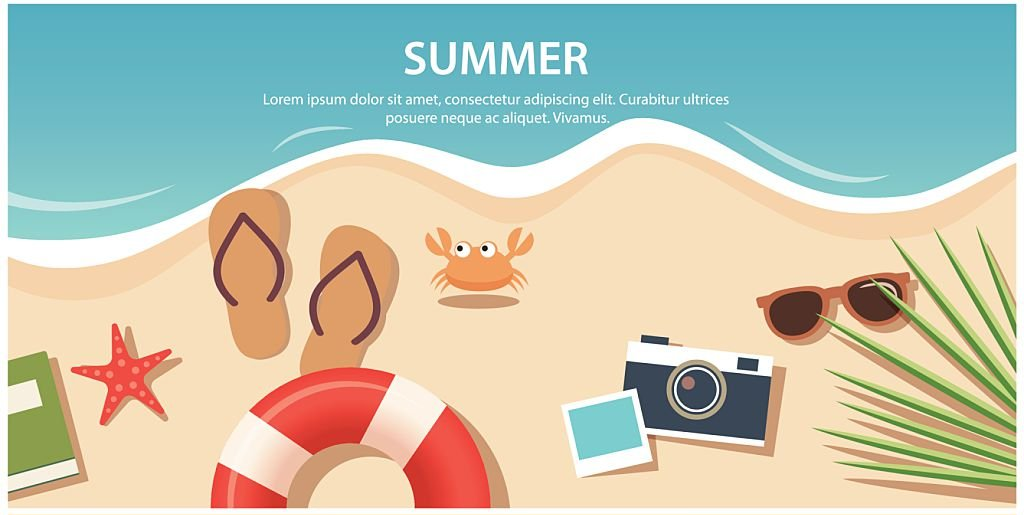 SUMMER
Lorem ipsum dolor sit amet, consectetur adipiscing elit. Curabitur ultrices
posuere neque ac aliquet. Vivamus.